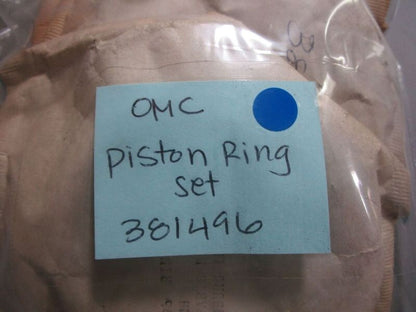 OMC
Piston Ring
set
381496